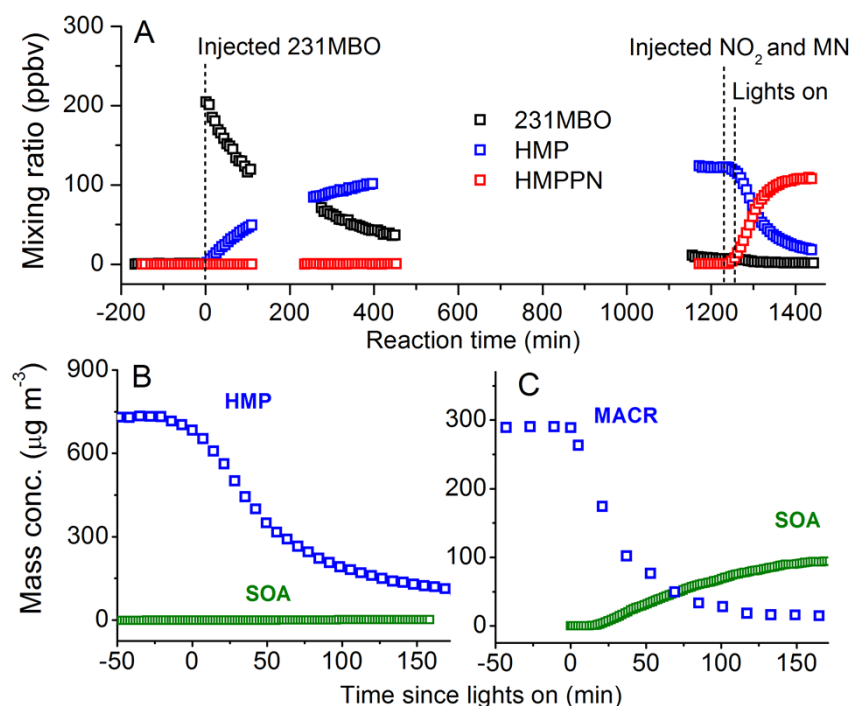 A
Injected 231MBO
Injected NO₂ and MN
Lights on
231MBO
HMP
HMPPN
Mixing ratio (ppbv)
300
200
100
0
-200 0 200 400 600 800 1000 1200 1400
Reaction time (min)
B
HMP
SOA
Mass conc. (μg m⁻³)
900
600
300
0
-50 0 50 100 150
C
MACR
SOA
300
200
100
0
-50 0 50 100 150
Time since lights on (min)